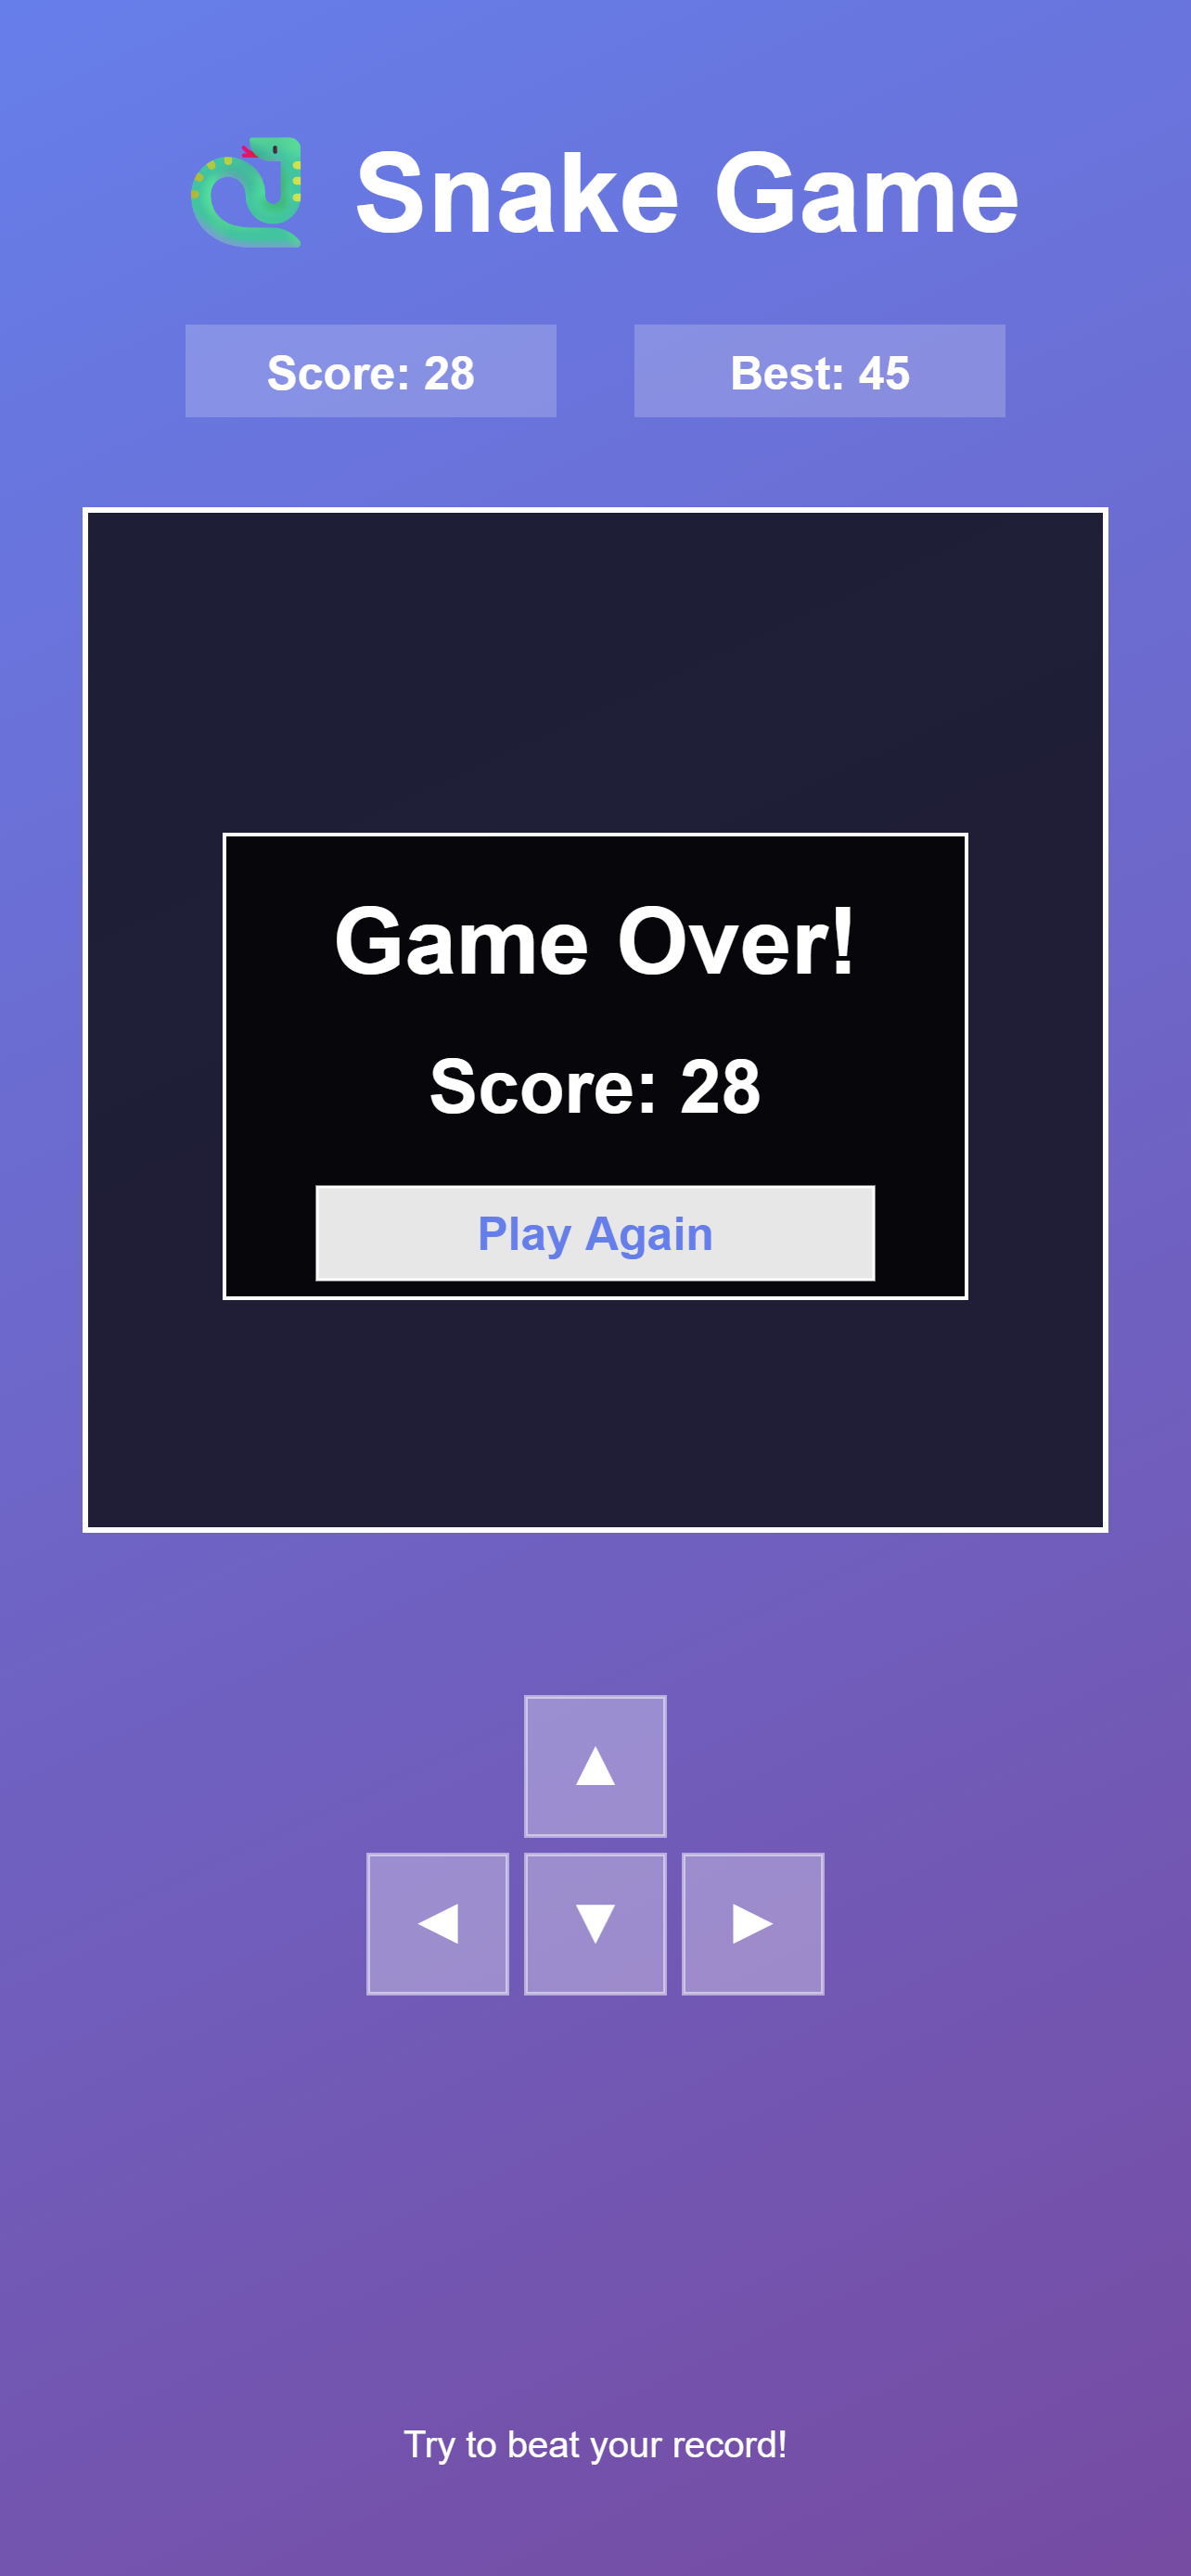 Snake Game
Score: 28
Best: 45
Game Over!
Score: 28
Play Again
▲
◀ ▼ ▶
Try to beat your record!